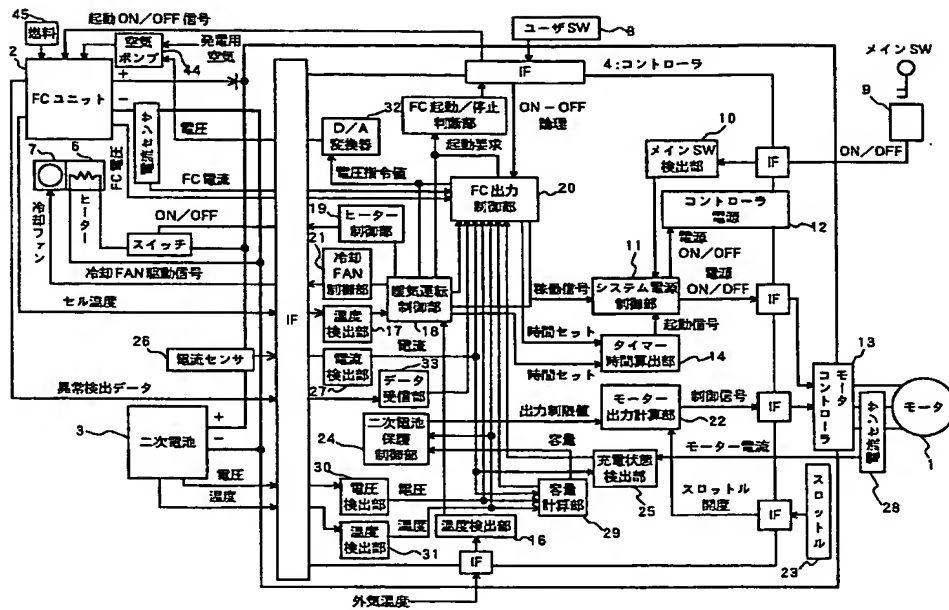 45
燃料
起動ON/OFF信号
空気
ポンプ
44
発電用
空気
2
FCユニット
+
-
FC電圧
電流センサ
電圧
ユーザSW
8
IF
4:コントローラ
メインSW
9
ON/OFF
FC起動/停止
判断部
ON-OFF
論理
32
D/A
変換器
起動要求
電圧指令値
10
メインSW
検出部
IF
7
6
冷却ファン
ヒーター
FC電流
ON/OFF
スイッチ
19
ヒーター
制御部
FC出力
制御部
20
コントローラ
電源
12
電源
ON/OFF
冷却FAN駆動信号
21
冷却
FAN
制御部
暖気運転
制御部
18
稼働信号
11
システム電源
制御部
電源
ON/OFF
IF
セル温度
IF
温度
検出部
17
時間セット
起動信号
タイマー
時間算出部
14
時間セット
26
電流センサ
電流
検出部
27
電流
33
データ
受信部
13
モータ
コントローラ
モータ
1
異常検出データ
出力制限値
モーター
出力計算部
22
制御信号
IF
3
二次電池
+
-
24
二次電池
保護
制御部
容量
充電状態
検出部
25
モーター電流
電流センサ
28
電圧
温度
30
電圧
検出部
電圧
温度
検出部
31
温度
温度検出部
16
容量
計算部
29
スロットル
開度
IF
スロットル
23
IF
外気温度